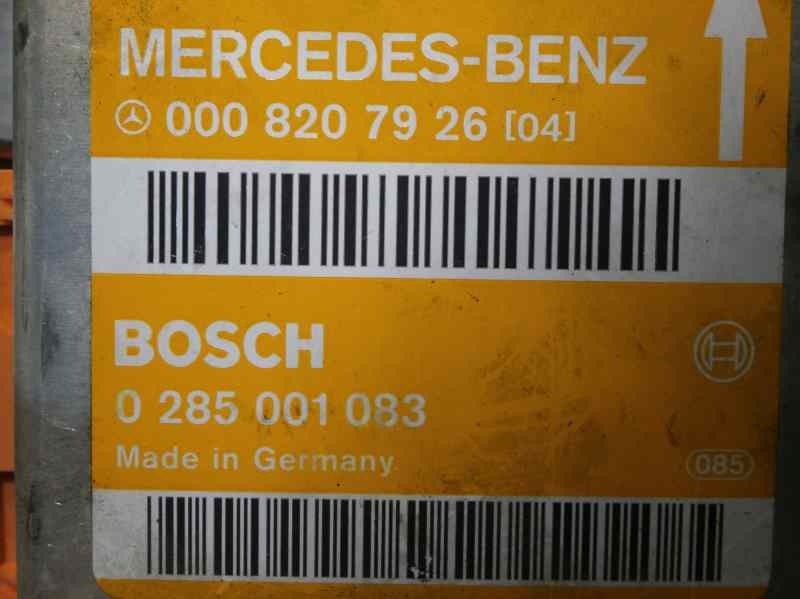 MERCEDES-BENZ
000 820 79 26 [04]
BOSCH
0 285 001 083
Made in Germany
085